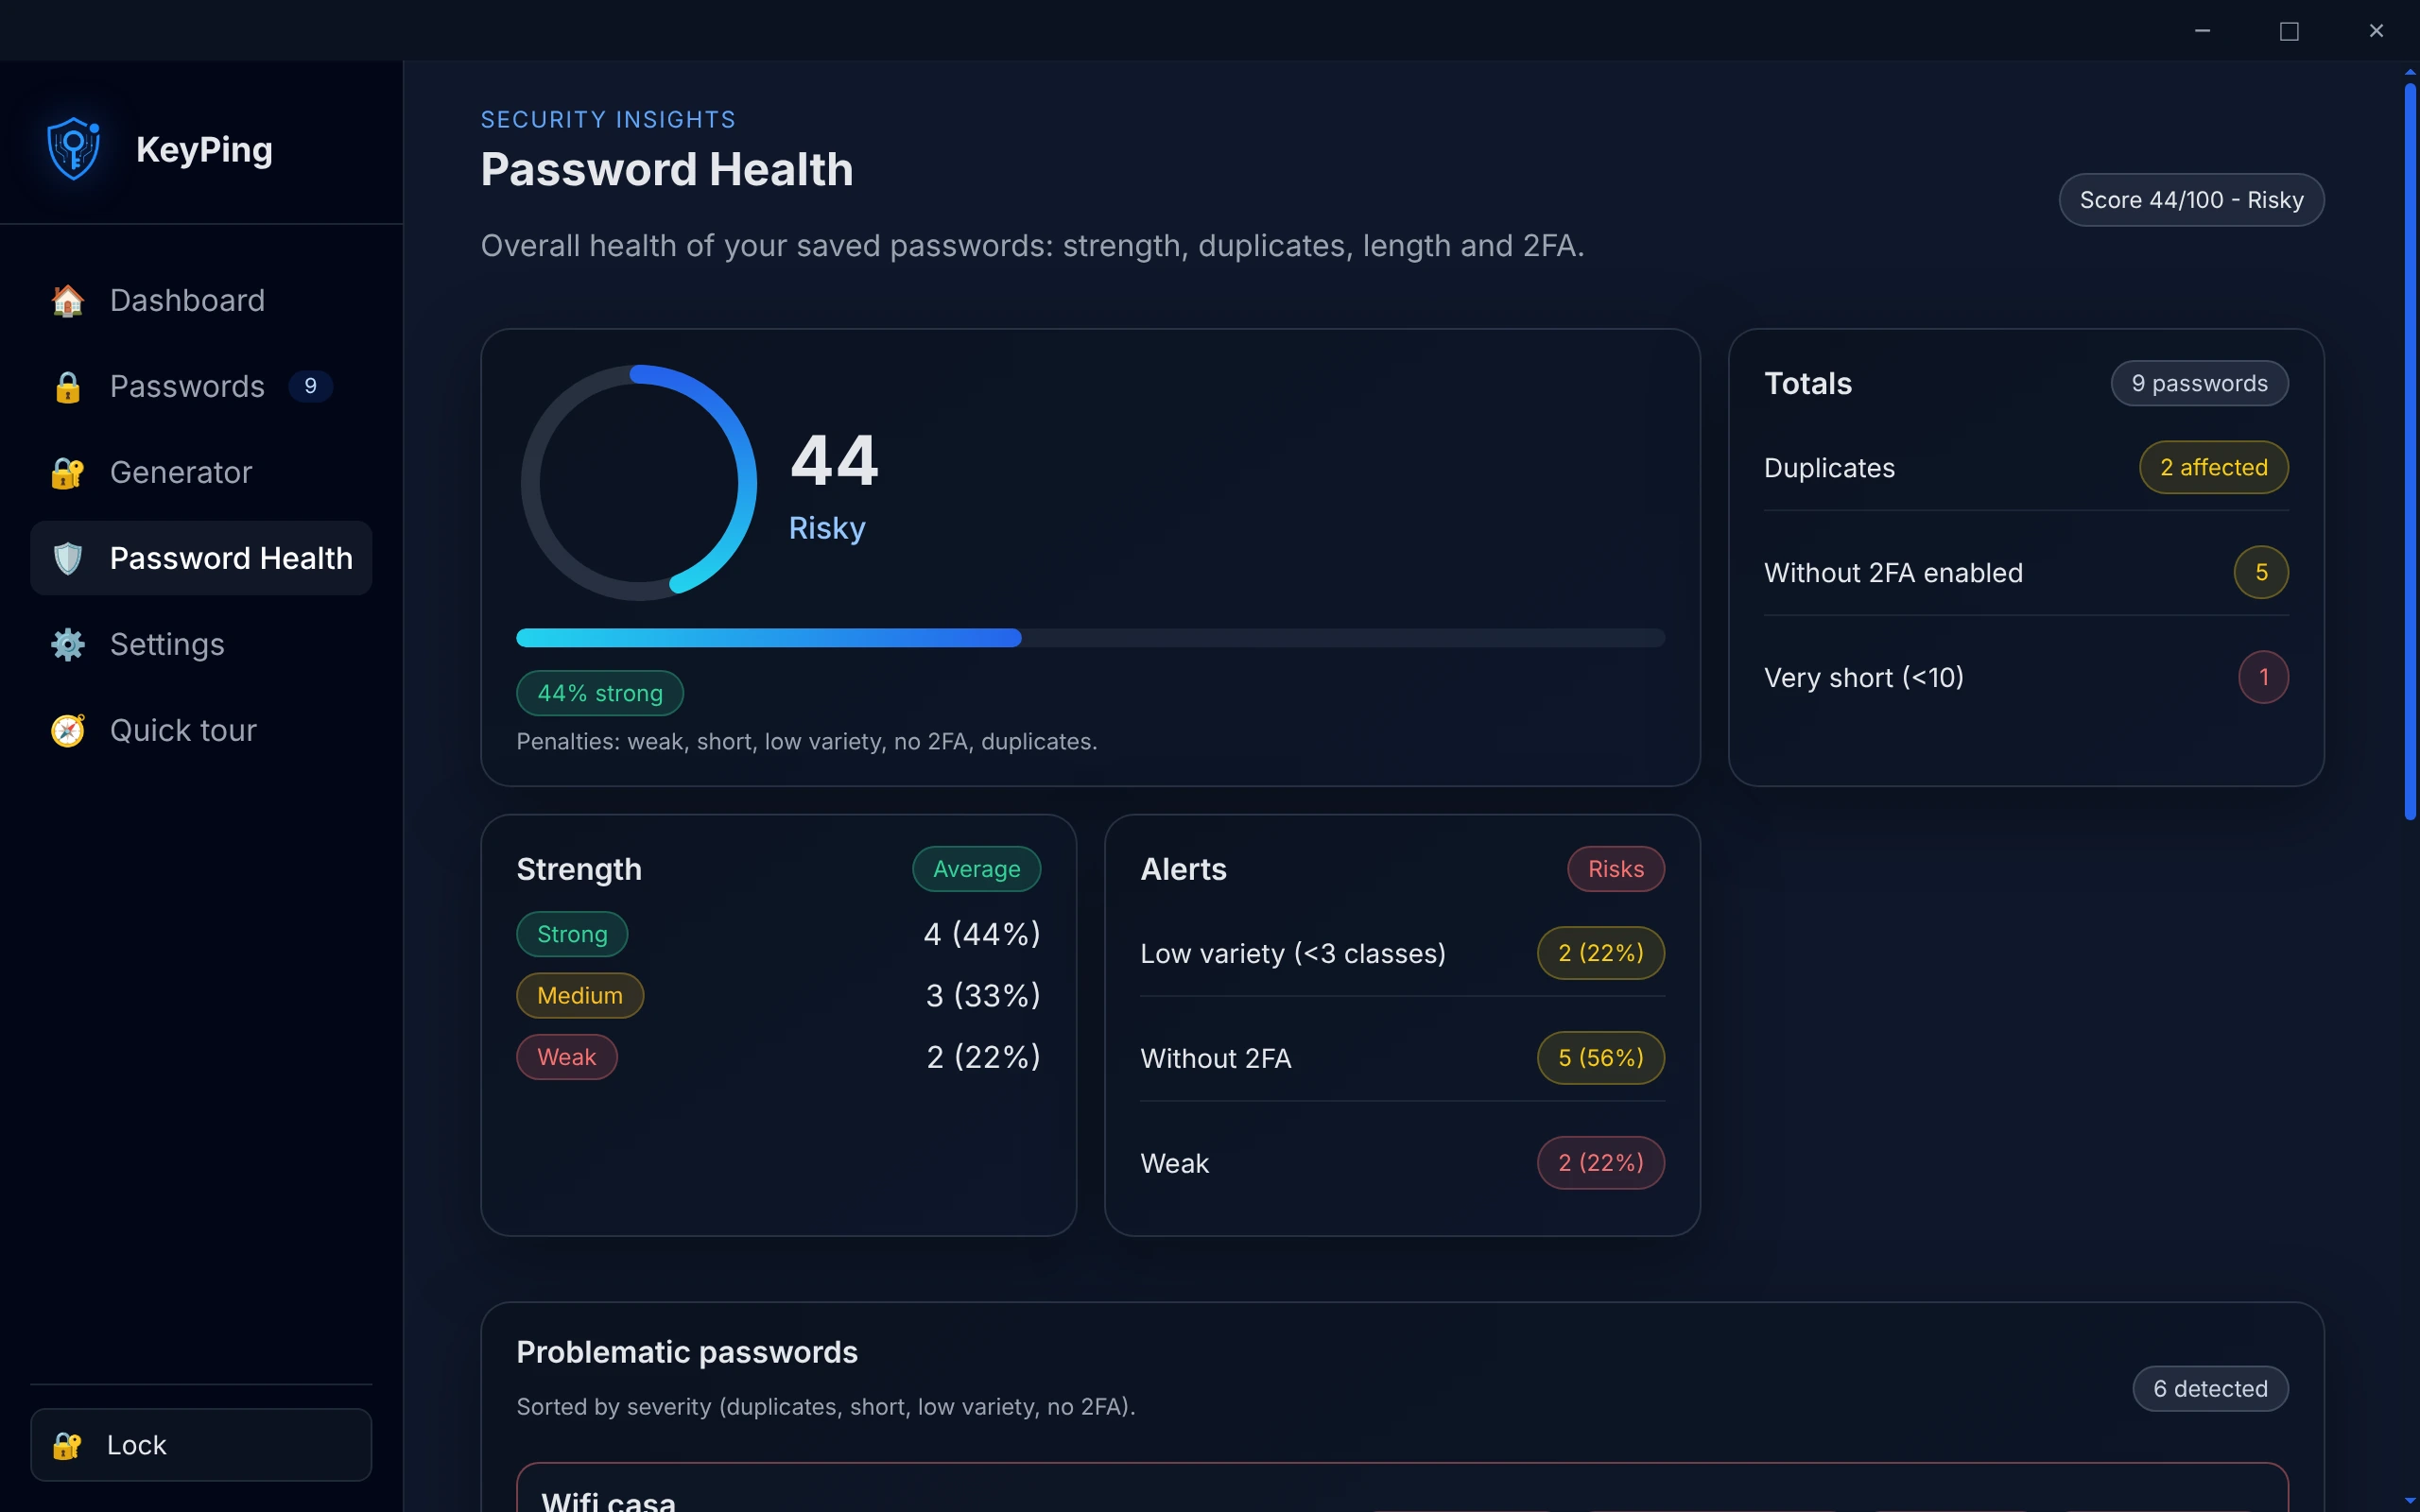 KeyPing
Dashboard
Passwords 9
Generator
Password Health
Settings
Quick tour
Lock
SECURITY INSIGHTS
Password Health
Overall health of your saved passwords: strength, duplicates, length and 2FA.
Score 44/100 - Risky
44
Risky
44% strong
Penalties: weak, short, low variety, no 2FA, duplicates.
Totals 9 passwords
Duplicates 2 affected
Without 2FA enabled 5
Very short (<10) 1
Strength Average
Strong 4 (44%)
Medium 3 (33%)
Weak 2 (22%)
Alerts Risks
Low variety (<3 classes) 2 (22%)
Without 2FA 5 (56%)
Weak 2 (22%)
Problematic passwords
Sorted by severity (duplicates, short, low variety, no 2FA).
6 detected
Wifi casa